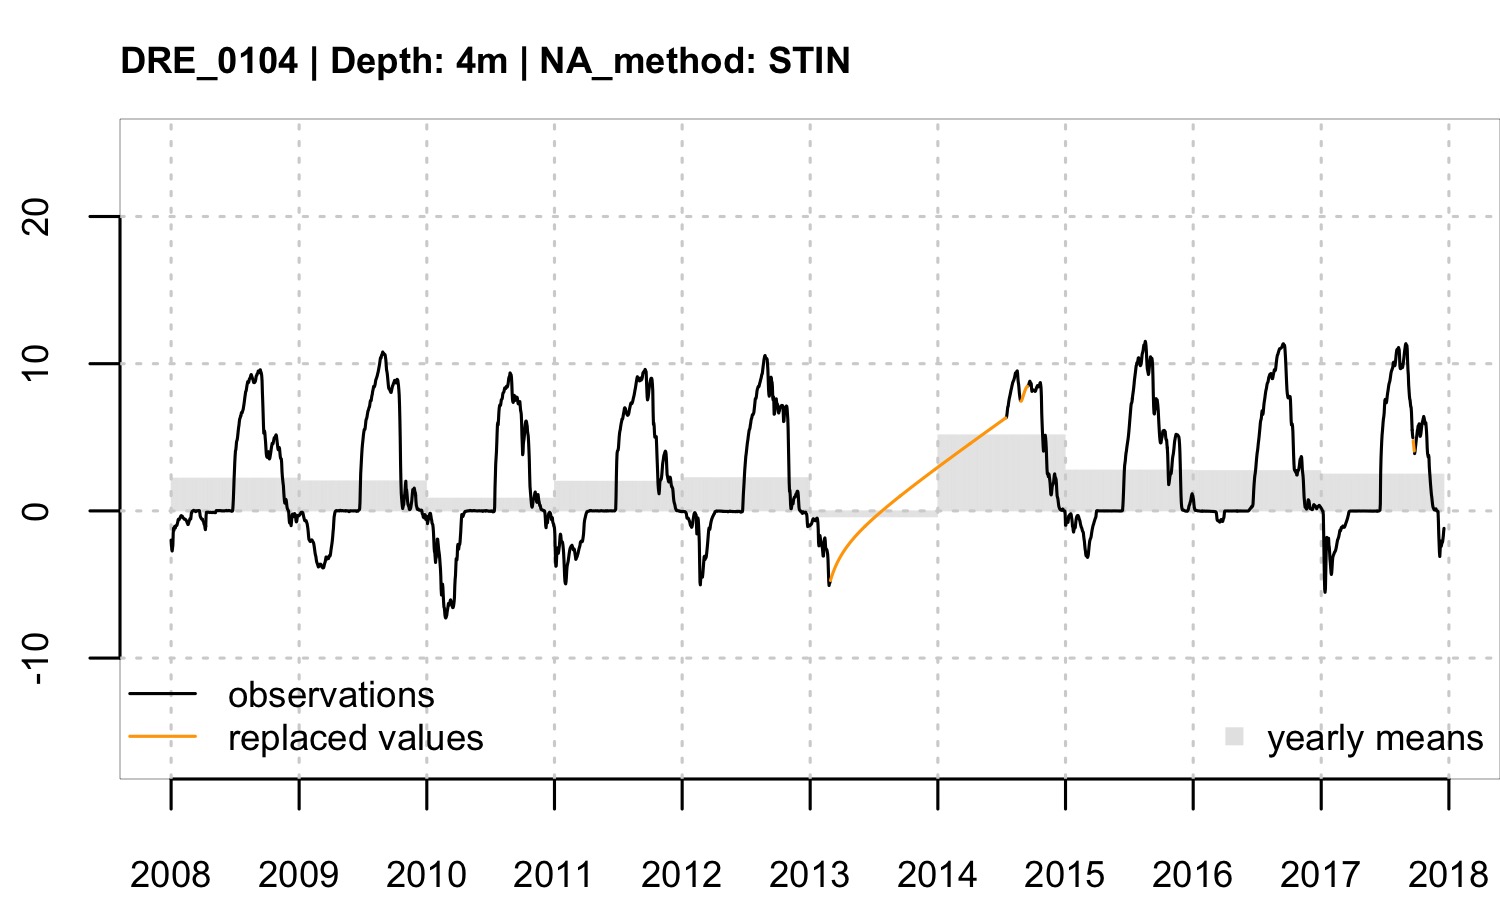 DRE_0104 | Depth: 4m | NA_method: STIN
20
10
0
-10
observations
replaced values
yearly means
2008 2009 2010 2011 2012 2013 2014 2015 2016 2017 2018